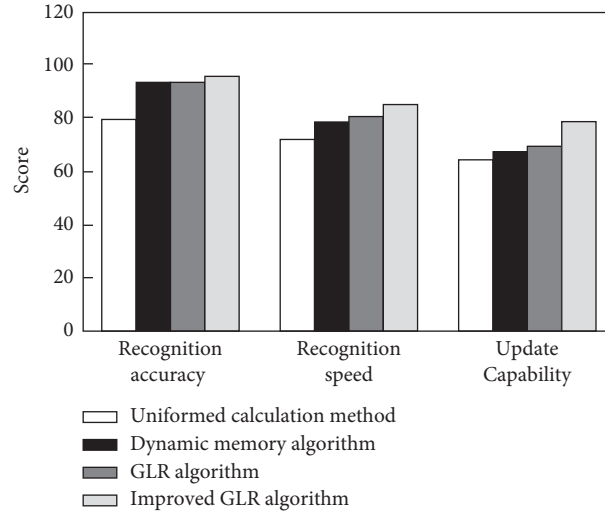 120
100
80
60
40
20
0
Score
Recognition
accuracy
Recognition
speed
Update
Capability
Uniformed calculation method
Dynamic memory algorithm
GLR algorithm
Improved GLR algorithm